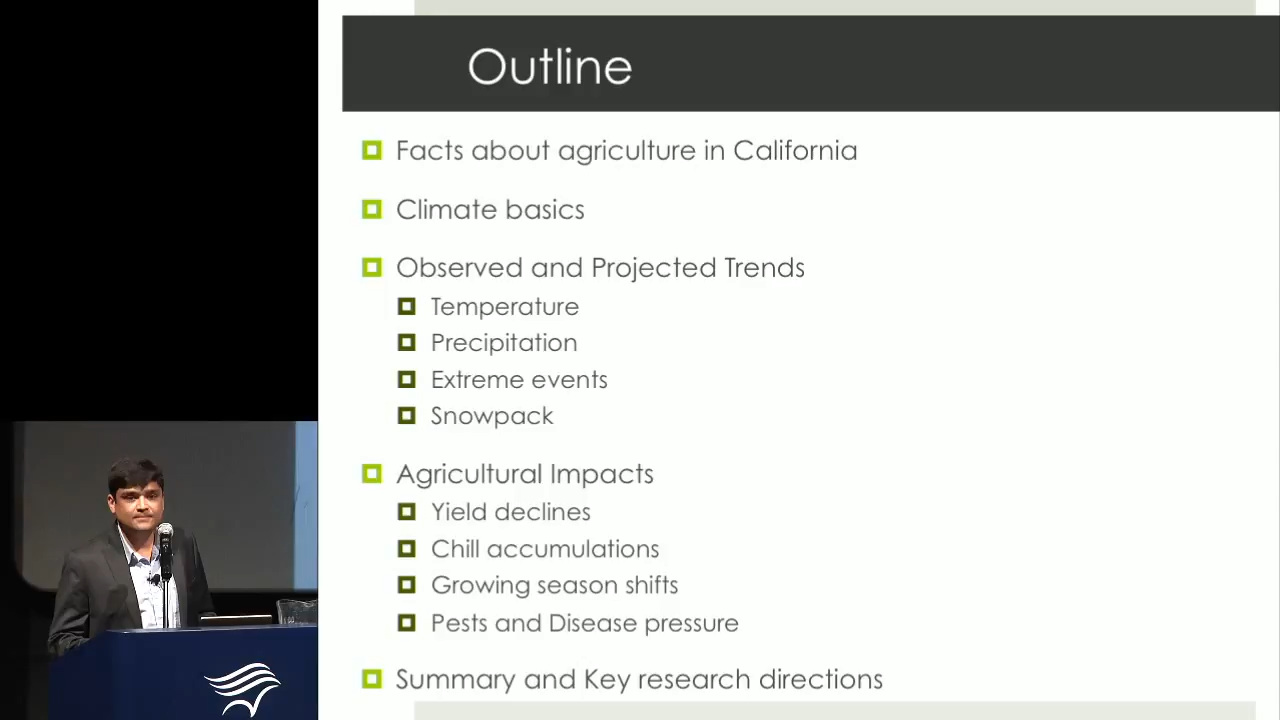 Outline
Facts about agriculture in California
Climate basics
Observed and Projected Trends
Temperature
Precipitation
Extreme events
Snowpack
Agricultural Impacts
Yield declines
Chill accumulations
Growing season shifts
Pests and Disease pressure
Summary and Key research directions